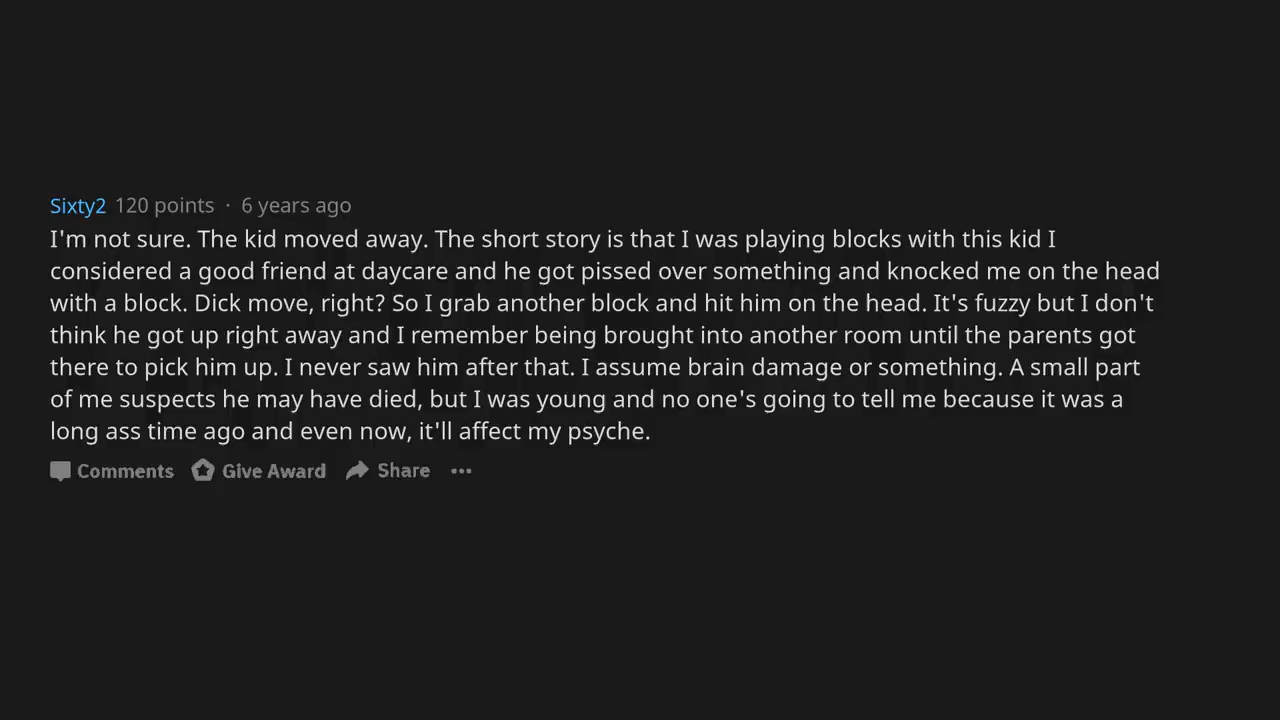 Sixty2 120 points · 6 years ago
I'm not sure. The kid moved away. The short story is that I was playing blocks with this kid I
considered a good friend at daycare and he got pissed over something and knocked me on the head
with a block. Dick move, right? So I grab another block and hit him on the head. It's fuzzy but I don't
think he got up right away and I remember being brought into another room until the parents got
there to pick him up. I never saw him after that. I assume brain damage or something. A small part
of me suspects he may have died, but I was young and no one's going to tell me because it was a
long ass time ago and even now, it'll affect my psyche.
Comments Give Award Share ···